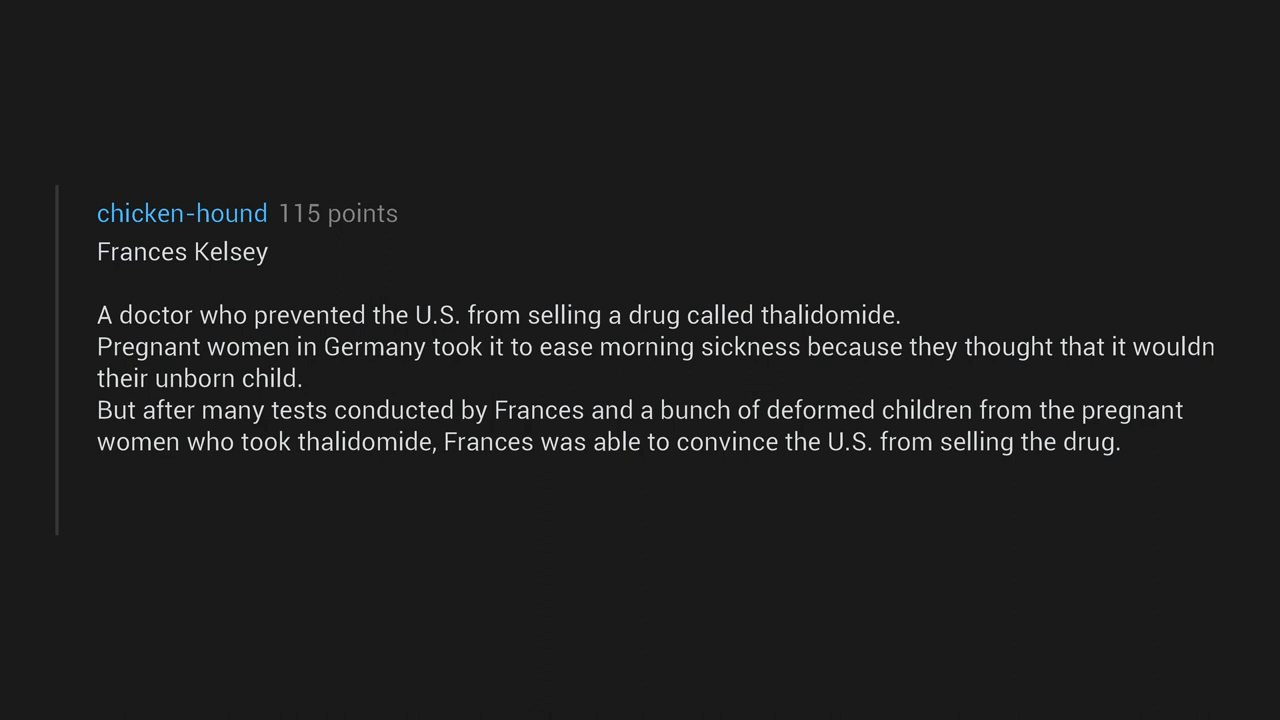 chicken-hound 115 points
Frances Kelsey
A doctor who prevented the U.S. from selling a drug called thalidomide.
Pregnant women in Germany took it to ease morning sickness because they thought that it wouldn
their unborn child.
But after many tests conducted by Frances and a bunch of deformed children from the pregnant
women who took thalidomide, Frances was able to convince the U.S. from selling the drug.